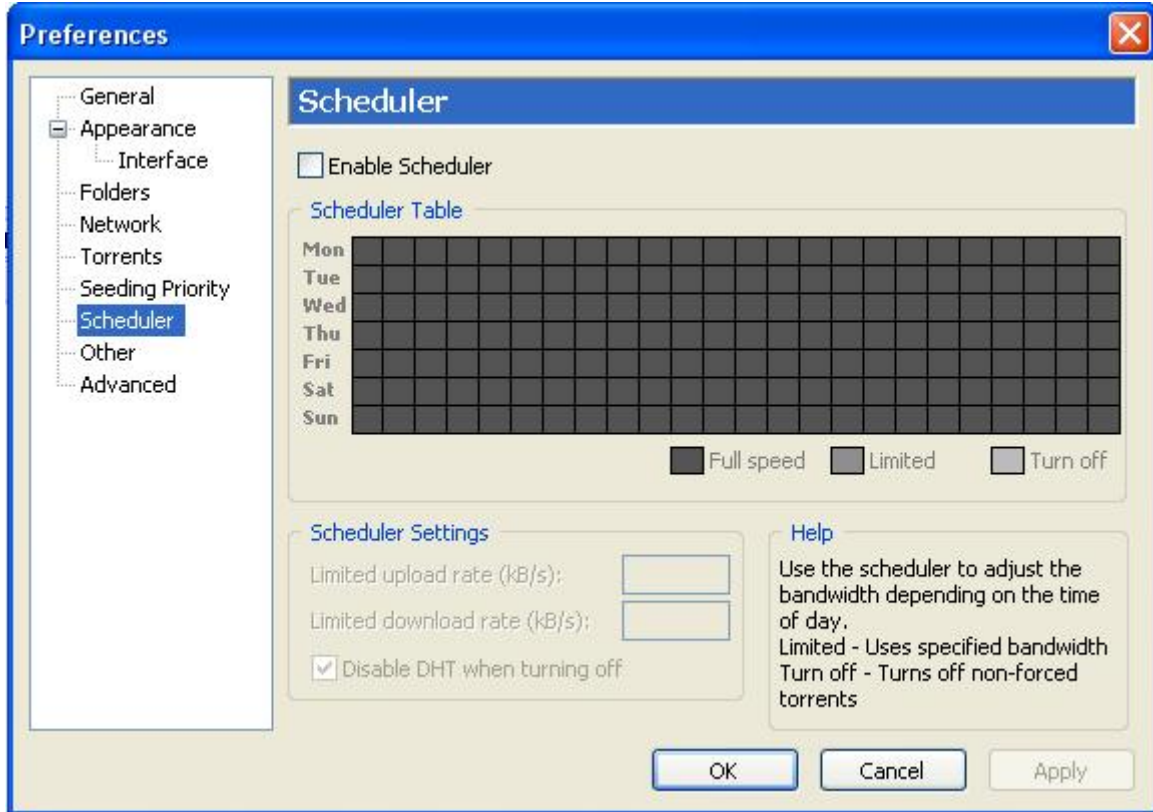 Preferences
General
Appearance
Interface
Folders
Network
Torrents
Seeding Priority
Scheduler
Other
Advanced
Scheduler
Enable Scheduler
Scheduler Table
Mon
Tue
Wed
Thu
Fri
Sat
Sun
Full speed Limited Turn off
Scheduler Settings
Limited upload rate (kB/s):
Limited download rate (kB/s):
Disable DHT when turning off
Help
Use the scheduler to adjust the
bandwidth depending on the time
of day.
Limited - Uses specified bandwidth
Turn off - Turns off non-forced
torrents
OK Cancel Apply